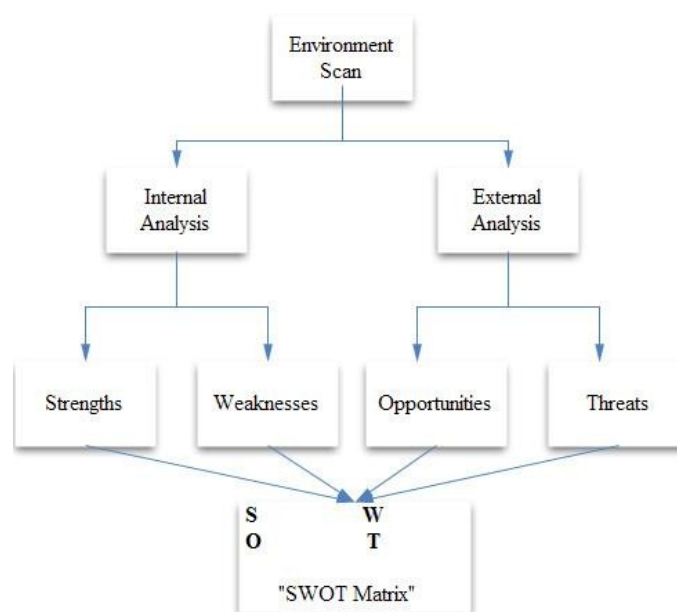 Environment
Scan
Internal
Analysis
External
Analysis
Strengths
Weaknesses
Opportunities
Threats
S W
O T
"SWOT Matrix"